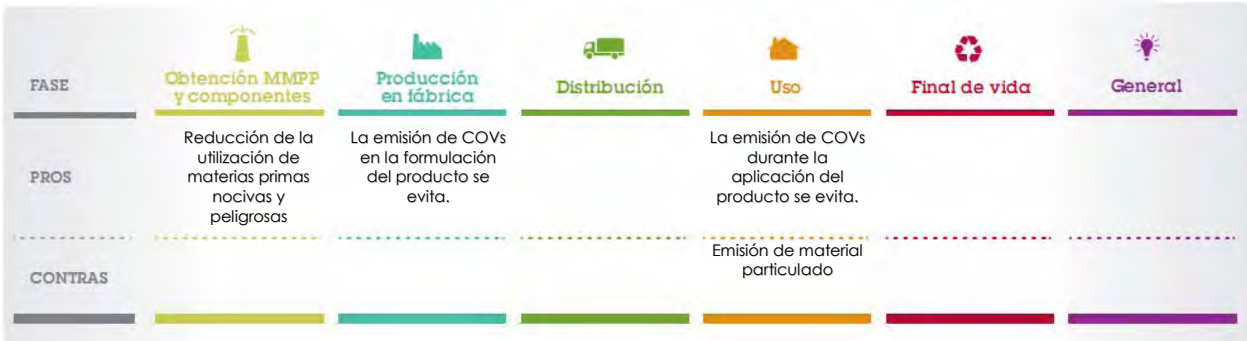 FASE
Obtención MMPP
y componentes
Producción
en fábrica
Distribución
Uso
Final de vida
General
PROS
Reducción de la
utilización de
materias primas
nocivas y
peligrosas
La emisión de COVs
en la formulación
del producto se
evita.
La emisión de COVs
durante la
aplicación del
producto se evita.
CONTRAS
Emisión de material
particulado